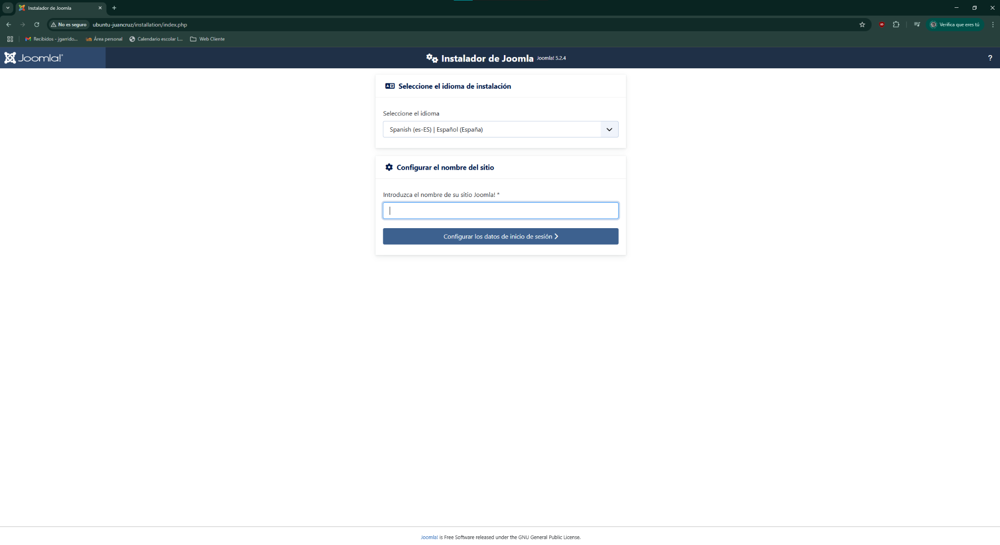 Instalador de Joomla
No es seguro ubuntu-juancruz/installation/index.php Verifica que eres tú
Recibidos - jgarrido... Área personal Calendario escolar L... Web Cliente
Joomla!® Instalador de Joomla Joomla! 5.2.4 ?
Seleccione el idioma de instalación
Seleccione el idioma
Spanish (es-ES) | Español (España)
Configurar el nombre del sitio
Introduzca el nombre de su sitio Joomla! *
Configurar los datos de inicio de sesión
Joomla! is Free Software released under the GNU General Public License.